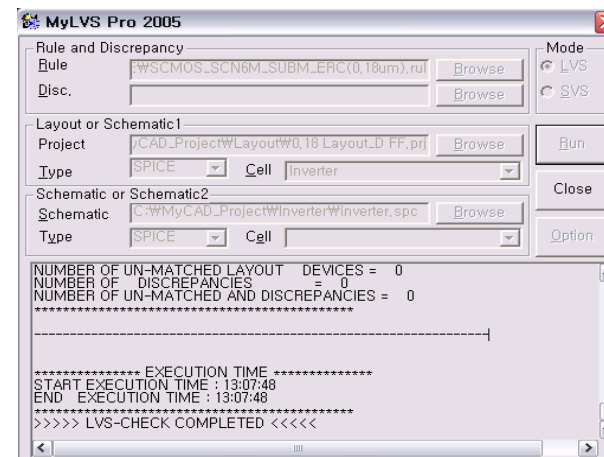 MyLVS Pro 2005
Rule and Discrepancy
Rule :₩SCMOS_SCN6M_SUBM_ERC(0,18um),rul Browse
Disc. Browse
Mode
LVS
SVS
Layout or Schematic1
Project /CAD_Project₩Layout₩0,18 Layout_D FF,prj Browse
Type SPICE Cell Inverter
Run
Close
Option
Schematic or Schematic2
Schematic C:₩MyCAD_Project₩Inverter₩inverter,spc Browse
Type SPICE Cell
NUMBER OF UN-MATCHED LAYOUT DEVICES = 0
NUMBER OF DISCREPANCIES = 0
NUMBER OF UN-MATCHED AND DISCREPANCIES = 0
*********************************************
----------------------------------------------------------------|
*************** EXECUTION TIME **************
START EXECUTION TIME : 13:07:48
END EXECUTION TIME : 13:07:48
*********************************************
>>>>> LVS-CHECK COMPLETED <<<<<